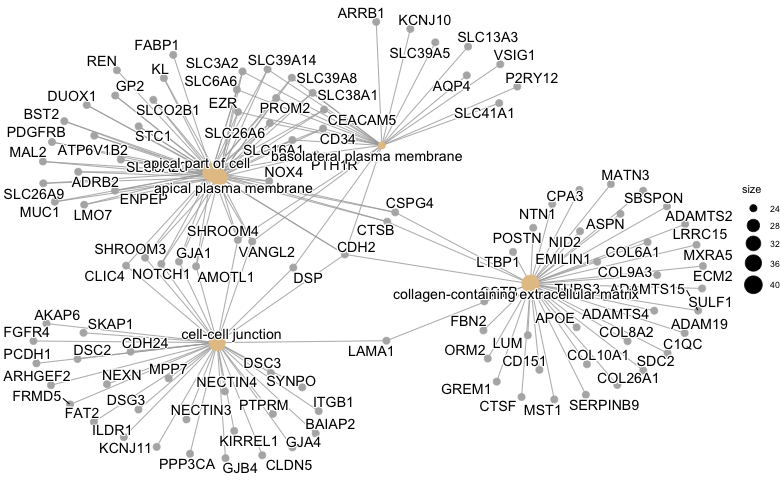 ARRB1
KCNJ10
SLC13A3
SLC39A5
VSIG1
FABP1
REN
KL
SLC3A2
SLC39A14
SLC6A6
SLC39A8
AQP4
P2RY12
GP2
DUOX1
SLCO2B1
EZR
PROM2
SLC38A1
SLC41A1
BST2
CEACAM5
PDGFRB
STC1
SLC26A6
CD34
MAL2
ATP6V1B2
SLC16A1
basolateral plasma membrane
apical part of cell
PTH1R
NOX4
ADRB2
apical plasma membrane
SLC26A9
ENPEP
MUC1
LMO7
CSPG4
CTSB
SHROOM4
SHROOM3
GJA1
VANGL2
CDH2
CLIC4
NOTCH1
AMOTL1
DSP
MATN3
CPA3
SBSPON
NTN1
ADAMTS2
ASPN
POSTN
NID2
LRRC15
COL6A1
MXRA5
LTBP1
EMILIN1
COL9A3
ECM2
THBS3
ADAMTS15
collagen-containing extracellular matrix
SULF1
FBN2
APOE
ADAMTS4
ADAM19
COL8A2
C1QC
ORM2
LUM
CD151
COL10A1
SDC2
COL26A1
GREM1
CTSF
MST1
SERPINB9
LAMA1
cell-cell junction
AKAP6
SKAP1
FGFR4
CDH24
PCDH1
DSC2
DSC3
ARHGEF2
NEXN
MPP7
NECTIN4
SYNPO
FRMD5
DSG3
FAT2
NECTIN3
PTPRM
ITGB1
ILDR1
BAIAP2
KCNJ11
KIRREL1
GJA4
PPP3CA
GJB4
CLDN5
size
24
28
32
36
40